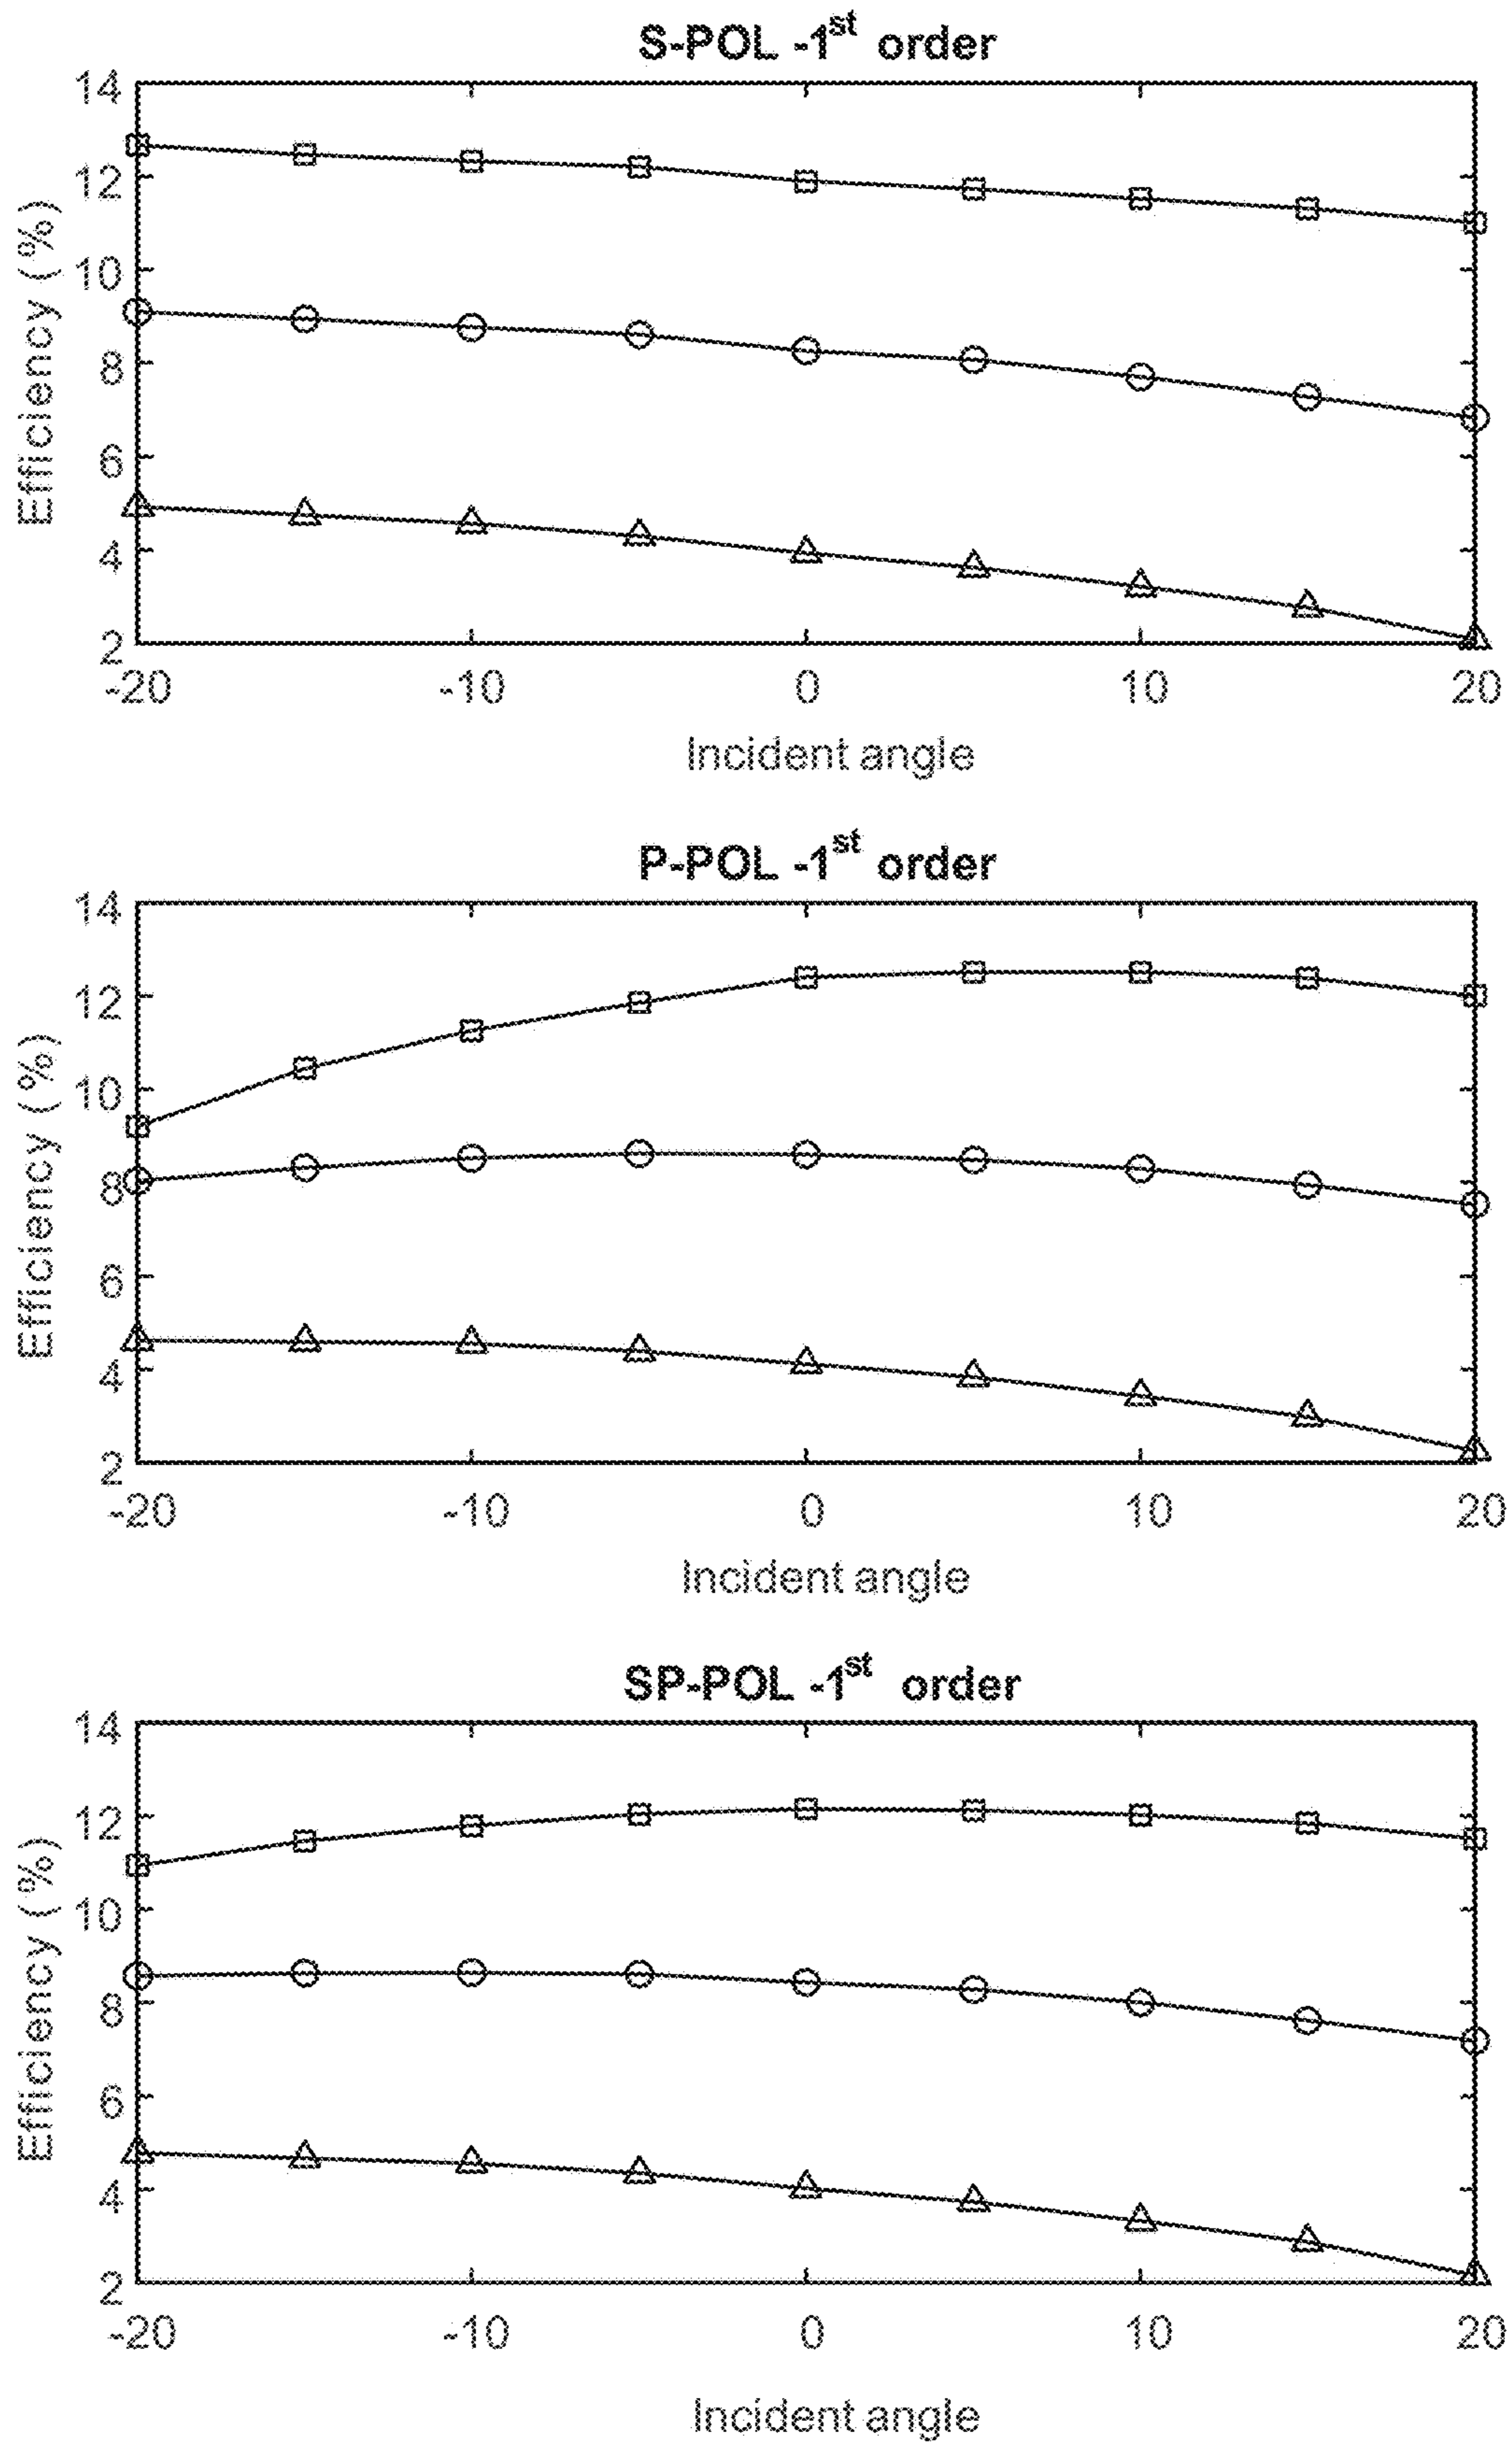 S-POL -1st order
14
12
10
8
6
4
2
Efficiency (%)
-20 -10 0 10 20
Incident angle
P-POL -1st order
14
12
10
8
6
4
2
Efficiency (%)
-20 -10 0 10 20
Incident angle
SP-POL -1st order
14
12
10
8
6
4
2
Efficiency (%)
-20 -10 0 10 20
Incident angle